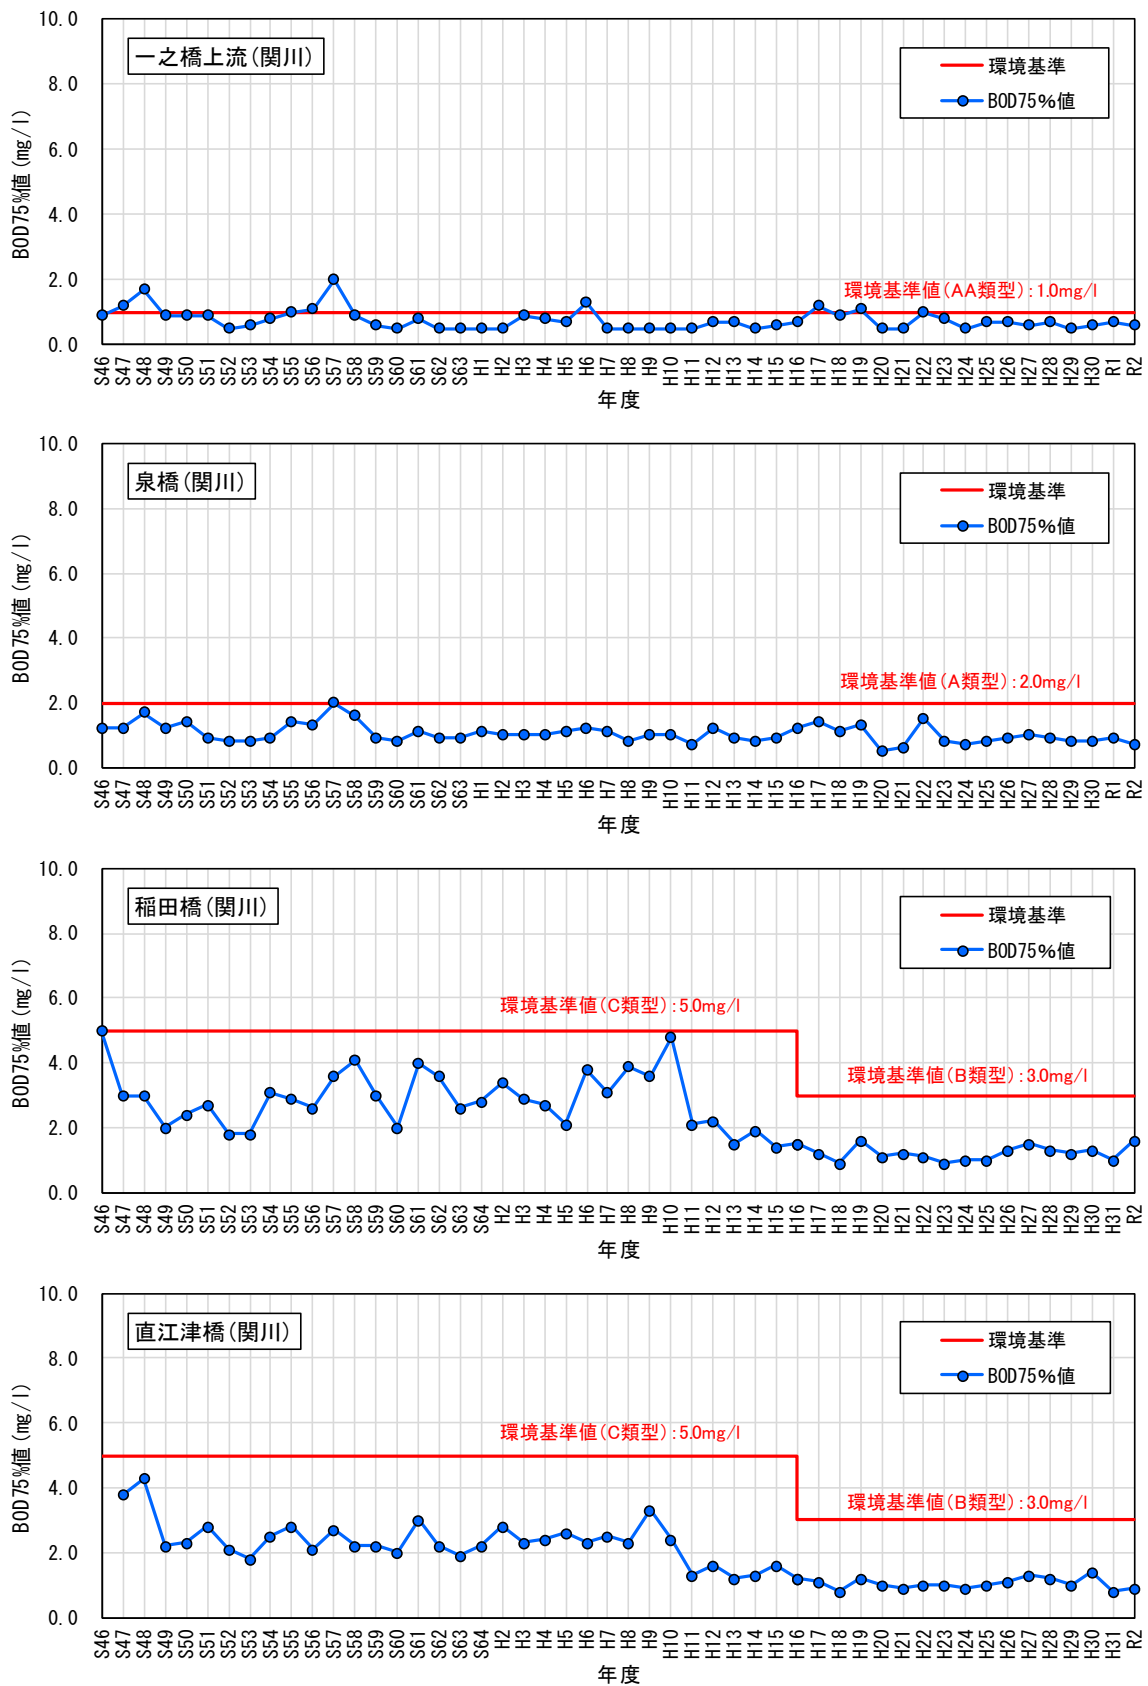 一之橋上流(関川)
環境基準
BOD75%値
環境基準値(AA類型):1.0mg/l
BOD75%値(mg/l)
10.0
8.0
6.0
4.0
2.0
0.0
S46 S47 S48 S49 S50 S51 S52 S53 S54 S55 S56 S57 S58 S59 S60 S61 S62 S63 H1 H2 H3 H4 H5 H6 H7 H8 H9 H10 H11 H12 H13 H14 H15 H16 H17 H18 H19 H20 H21 H22 H23 H24 H25 H26 H27 H28 H29 H30 R1 R2
年度
泉橋(関川)
環境基準
BOD75%値
環境基準値(A類型):2.0mg/l
BOD75%値(mg/l)
10.0
8.0
6.0
4.0
2.0
0.0
S46 S47 S48 S49 S50 S51 S52 S53 S54 S55 S56 S57 S58 S59 S60 S61 S62 S63 H1 H2 H3 H4 H5 H6 H7 H8 H9 H10 H11 H12 H13 H14 H15 H16 H17 H18 H19 H20 H21 H22 H23 H24 H25 H26 H27 H28 H29 H30 R1 R2
年度
稲田橋(関川)
環境基準
BOD75%値
環境基準値(C類型):5.0mg/l
環境基準値(B類型):3.0mg/l
BOD75%値(mg/l)
10.0
8.0
6.0
4.0
2.0
0.0
S46 S47 S48 S49 S50 S51 S52 S53 S54 S55 S56 S57 S58 S59 S60 S61 S62 S63 S64 H2 H3 H4 H5 H6 H7 H8 H9 H10 H11 H12 H13 H14 H15 H16 H17 H18 H19 H20 H21 H22 H23 H24 H25 H26 H27 H28 H29 H30 H31 R2
年度
直江津橋(関川)
環境基準
BOD75%値
環境基準値(C類型):5.0mg/l
環境基準値(B類型):3.0mg/l
BOD75%値(mg/l)
10.0
8.0
6.0
4.0
2.0
0.0
S46 S47 S48 S49 S50 S51 S52 S53 S54 S55 S56 S57 S58 S59 S60 S61 S62 S63 S64 H2 H3 H4 H5 H6 H7 H8 H9 H10 H11 H12 H13 H14 H15 H16 H17 H18 H19 H20 H21 H22 H23 H24 H25 H26 H27 H28 H29 H30 H31 R2
年度